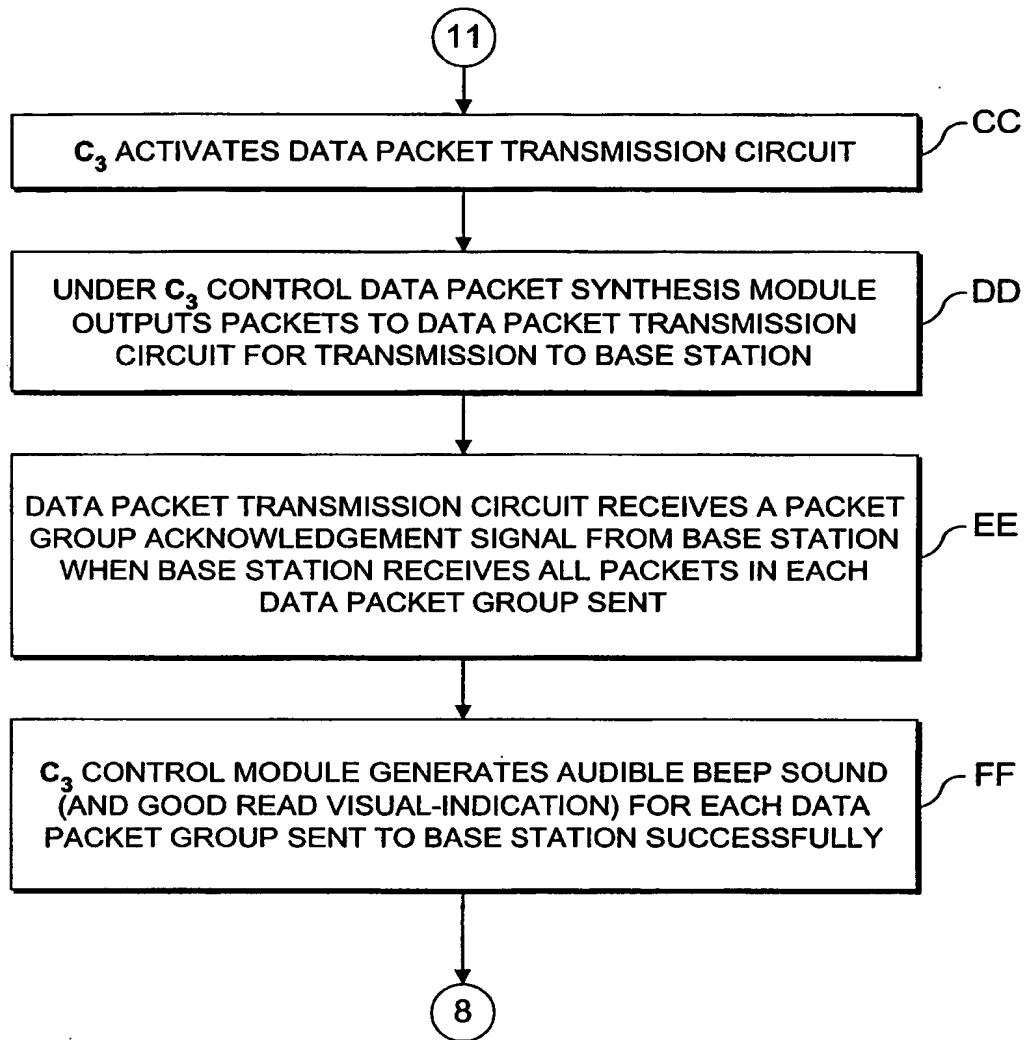 11
C₃ ACTIVATES DATA PACKET TRANSMISSION CIRCUIT
CC
UNDER C₃ CONTROL DATA PACKET SYNTHESIS MODULE
OUTPUTS PACKETS TO DATA PACKET TRANSMISSION
CIRCUIT FOR TRANSMISSION TO BASE STATION
DD
DATA PACKET TRANSMISSION CIRCUIT RECEIVES A PACKET
GROUP ACKNOWLEDGEMENT SIGNAL FROM BASE STATION
WHEN BASE STATION RECEIVES ALL PACKETS IN EACH
DATA PACKET GROUP SENT
EE
C₃ CONTROL MODULE GENERATES AUDIBLE BEEP SOUND
(AND GOOD READ VISUAL-INDICATION) FOR EACH DATA
PACKET GROUP SENT TO BASE STATION SUCCESSFULLY
FF
8